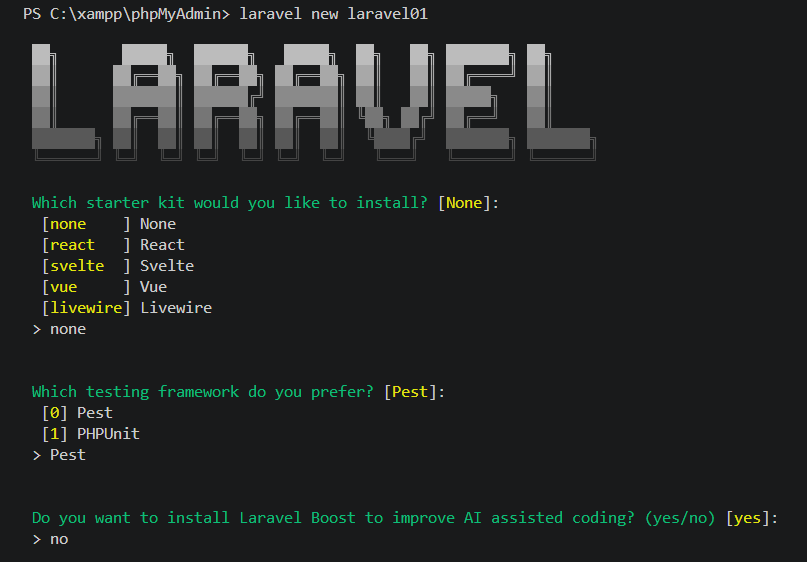 PS C:\xampp\phpMyAdmin> laravel new laravel01
LARAVEL
Which starter kit would you like to install? [None]:
[none    ] None
[react   ] React
[svelte  ] Svelte
[vue     ] Vue
[livewire] Livewire
> none
Which testing framework do you prefer? [Pest]:
[0] Pest
[1] PHPUnit
> Pest
Do you want to install Laravel Boost to improve AI assisted coding? (yes/no) [yes]:
> no